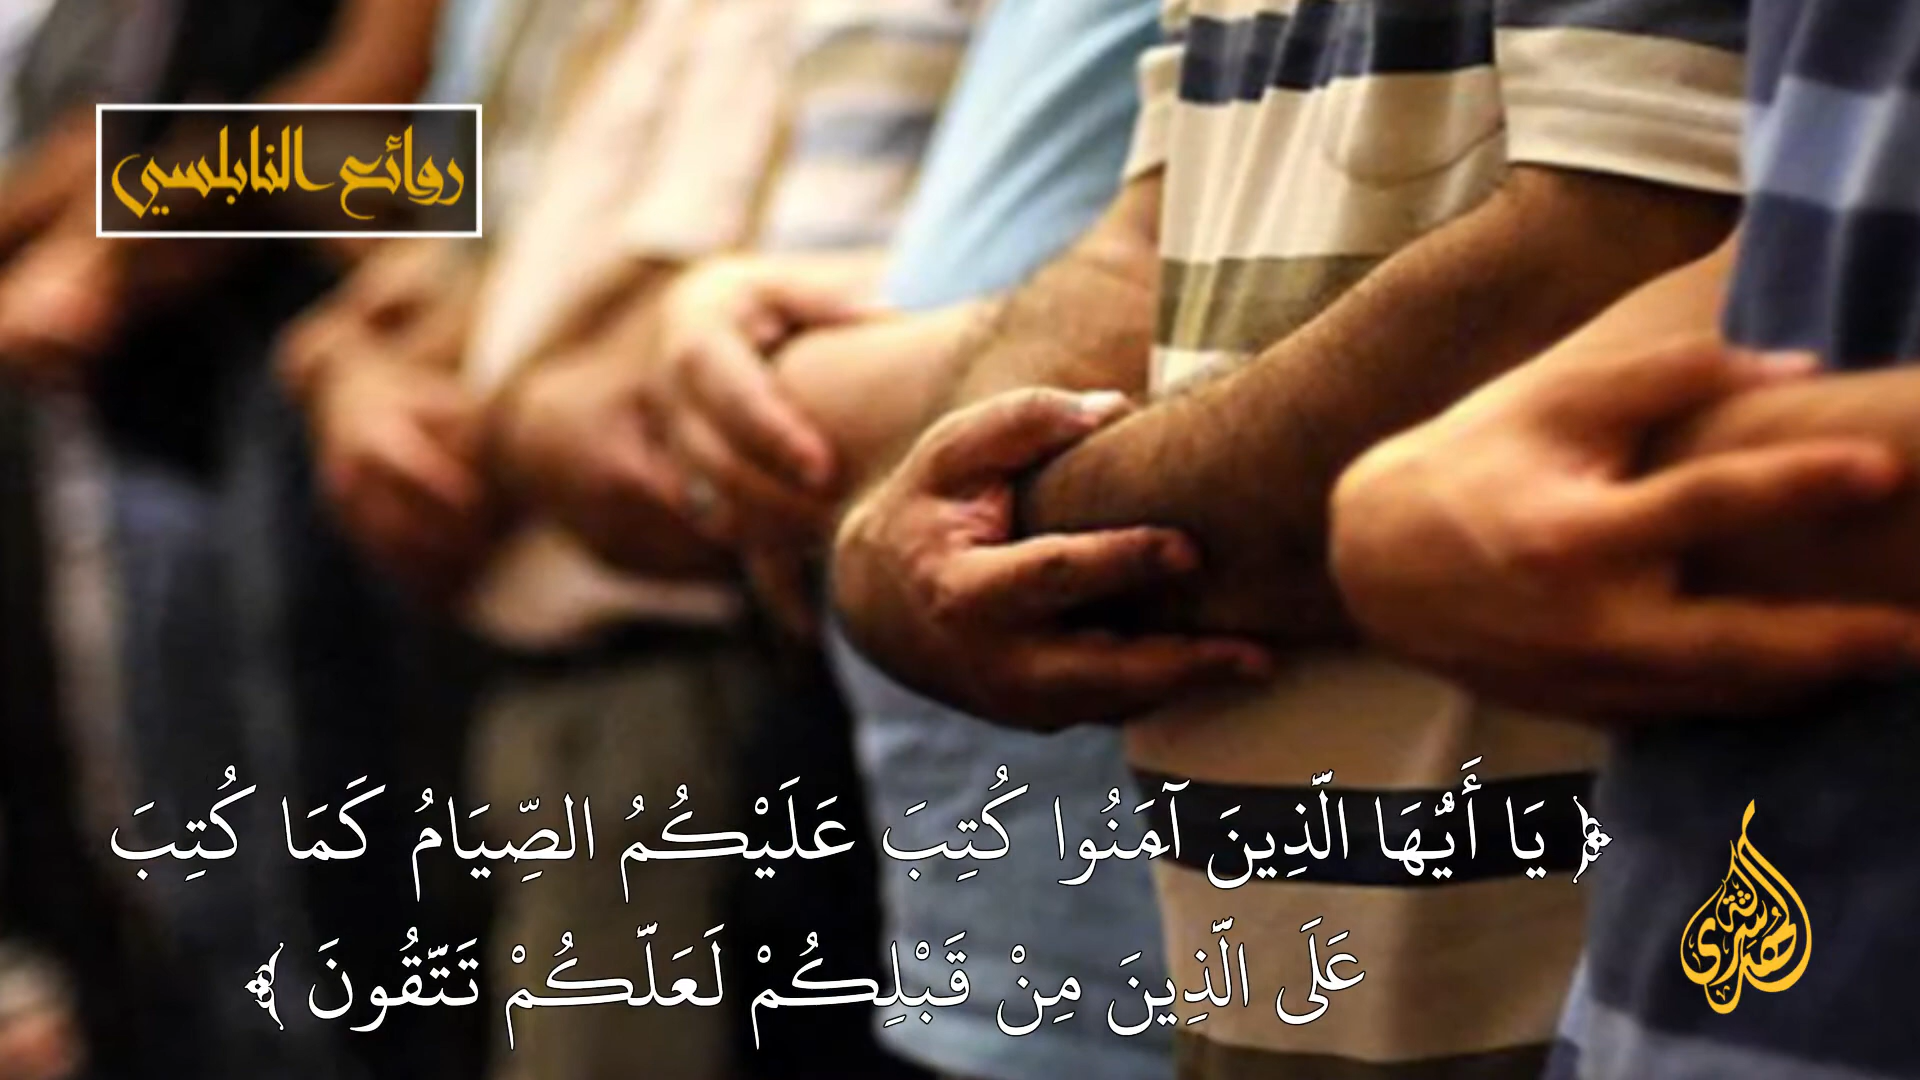 روائع النابلسي
﴿ يَا أَيُّهَا الَّذِينَ آمَنُوا كُتِبَ عَلَيْكُمُ الصِّيَامُ كَمَا كُتِبَ
عَلَى الَّذِينَ مِنْ قَبْلِكُمْ لَعَلَّكُمْ تَتَّقُونَ ﴾